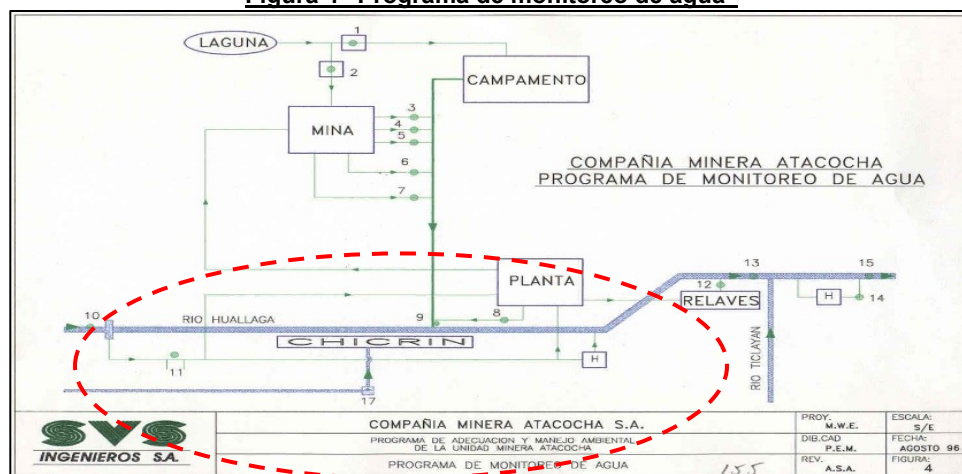 Figura 4 "Programa de monitoreo de agua"
LAGUNA
1
2
CAMPAMENTO
MINA
3
4
5
6
7
COMPAÑIA MINERA ATACOCHA
PROGRAMA DE MONITOREO DE AGUA
PLANTA
13
15
12
H
14
RELAVES
10
RIO HUALLAGA
9
8
CHICRIN
11
H
RIO TICLAYAN
17
SVS
INGENIEROS S.A.
COMPAÑIA MINERA ATACOCHA S.A.
PROGRAMA DE ADECUACION Y MANEJO AMBIENTAL
DE LA UNIDAD MINERA ATACOCHA
PROGRAMA DE MONITOREO DE AGUA
155
PROY.
M.W.E.
ESCALA:
S/E
DIB.CAD
P.E.M.
FECHA:
AGOSTO 96
REV.
A.S.A.
FIGURA:
4